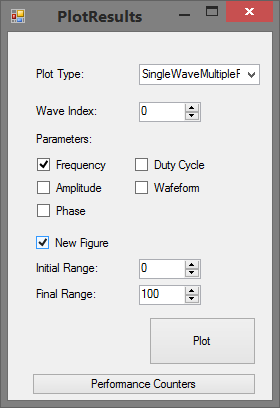 PlotResults
Plot Type: SingleWaveMultipleF
Wave Index: 0
Parameters:
Frequency Duty Cycle
Amplitude Wafeform
Phase
New Figure
Initial Range: 0
Final Range: 100
Plot
Performance Counters